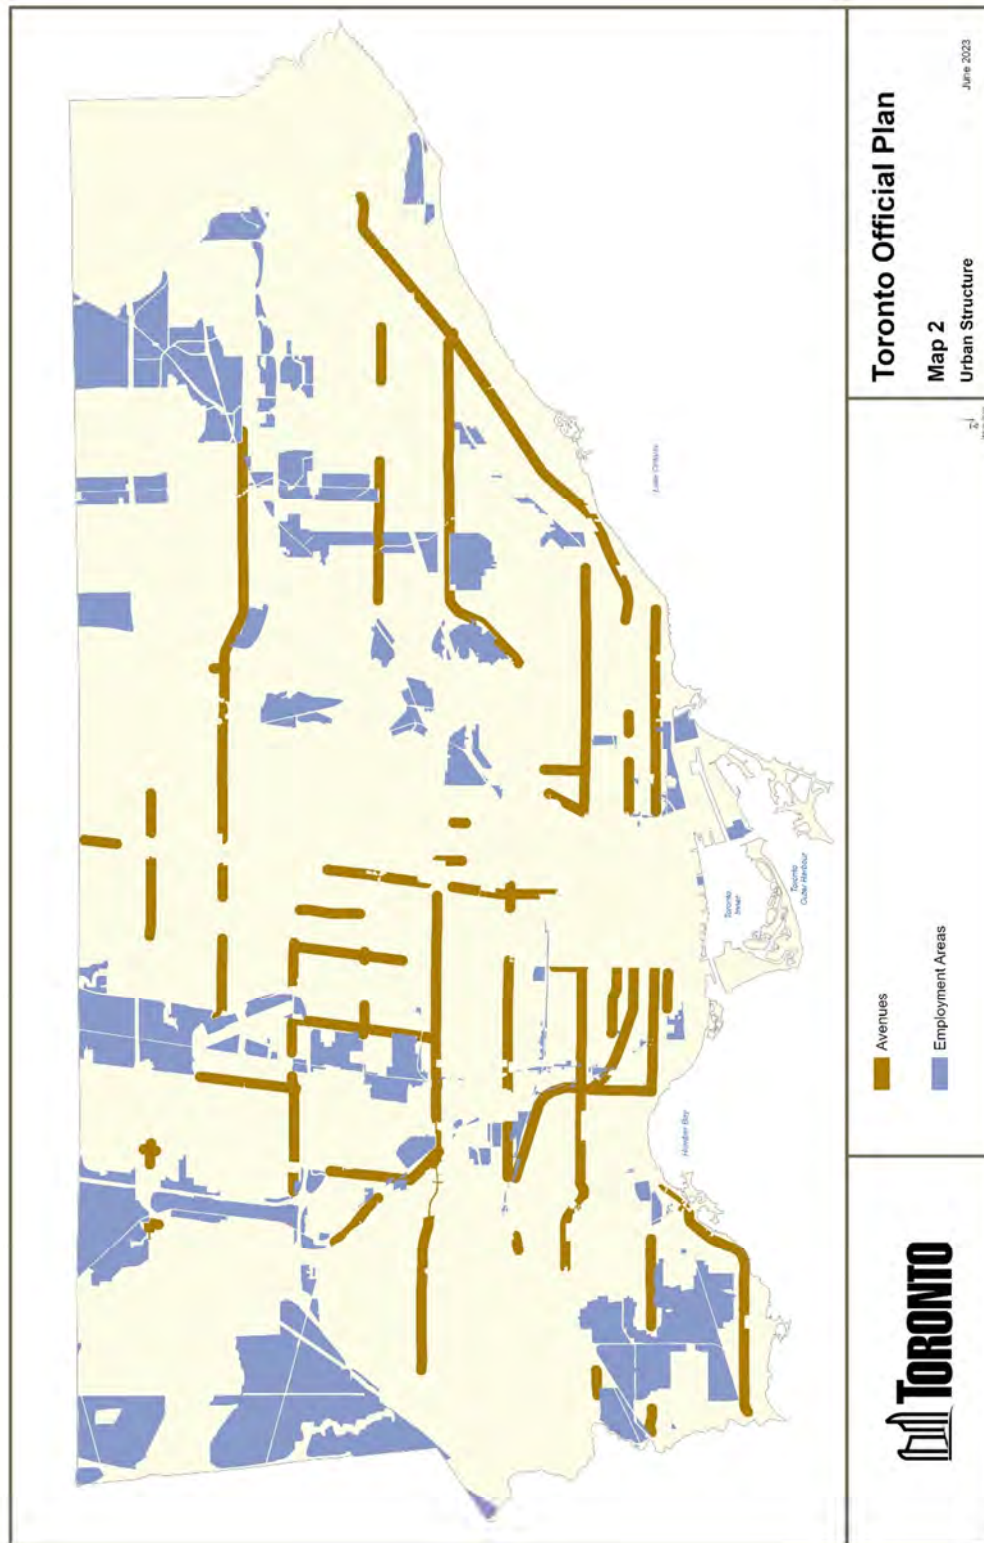 Toronto Official Plan
Map 2
Urban Structure
June 2023
Avenues
Employment Areas
TORONTO
Lake Ontario
Toronto
Inner
Toronto
Outer Harbour
Humber Bay